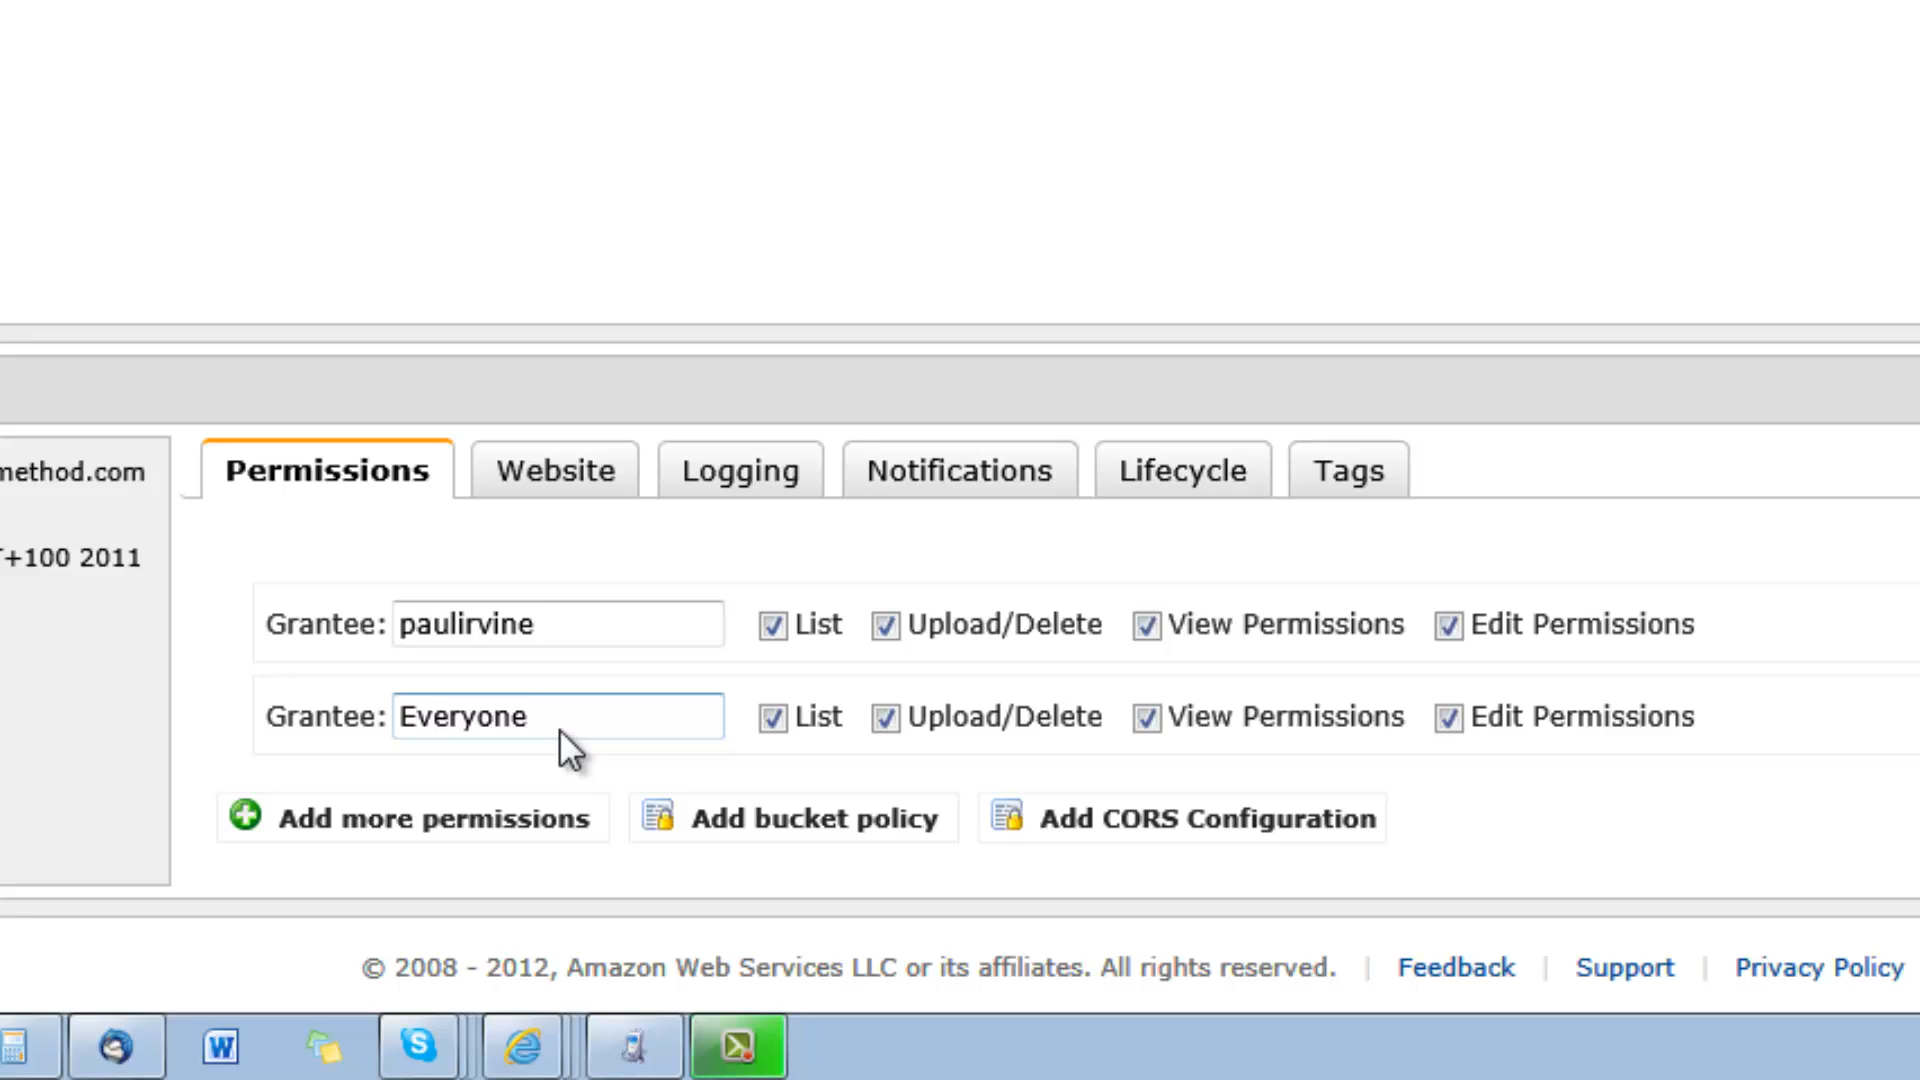 Permissions Website Logging Notifications Lifecycle Tags
method.com
T+100 2011
Grantee: paulirvine List Upload/Delete View Permissions Edit Permissions
Grantee: Everyone List Upload/Delete View Permissions Edit Permissions
Add more permissions Add bucket policy Add CORS Configuration
© 2008 - 2012, Amazon Web Services LLC or its affiliates. All rights reserved. | Feedback | Support | Privacy Policy
W S